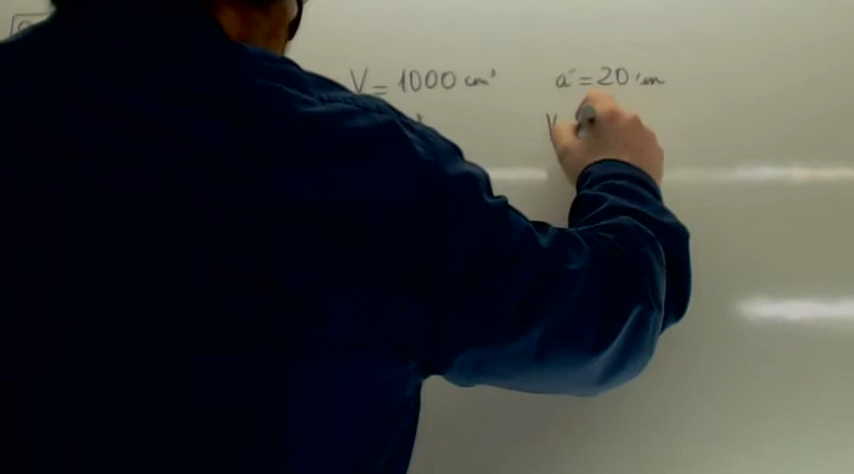 V = 1000 cm³
a = 20 cm
V